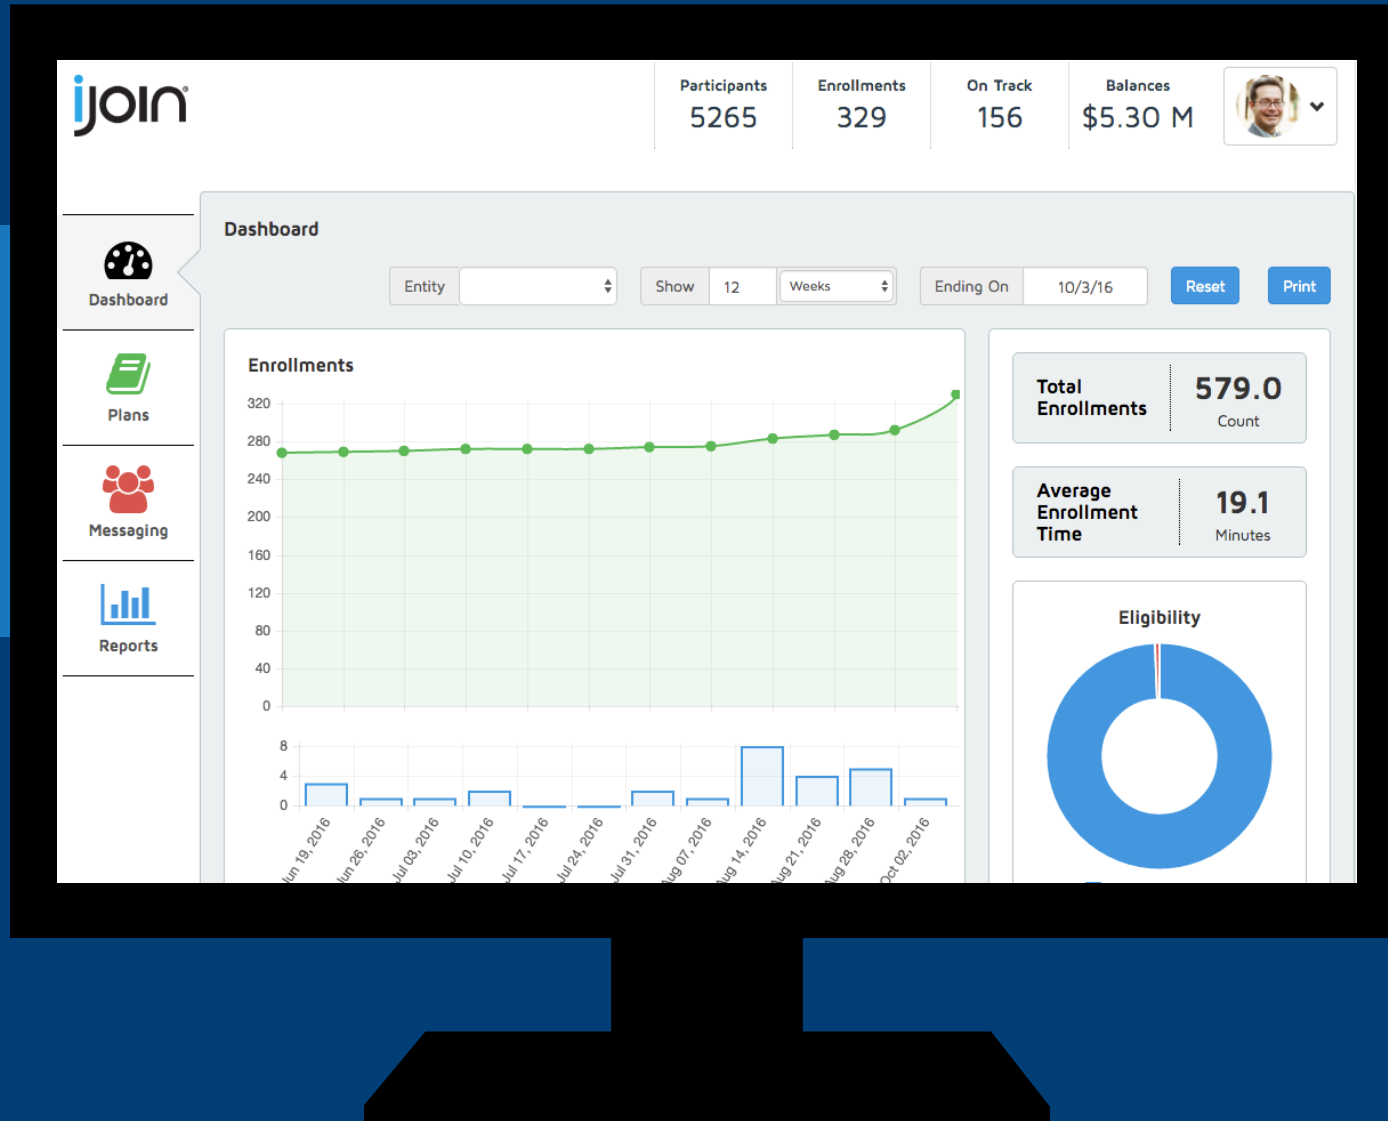 ijoin®
Participants
5265
Enrollments
329
On Track
156
Balances
$5.30 M
Dashboard
Plans
Messaging
Reports
Dashboard
Entity
Show 12 Weeks
Ending On 10/3/16
Reset
Print
Enrollments
320
280
240
200
160
120
80
40
0
8
4
0
Jun 19, 2016
Jun 26, 2016
Jul 03, 2016
Jul 10, 2016
Jul 17, 2016
Jul 24, 2016
Jul 31, 2016
Aug 07, 2016
Aug 14, 2016
Aug 21, 2016
Aug 28, 2016
Oct 02, 2016
Total
Enrollments
579.0
Count
Average
Enrollment
Time
19.1
Minutes
Eligibility